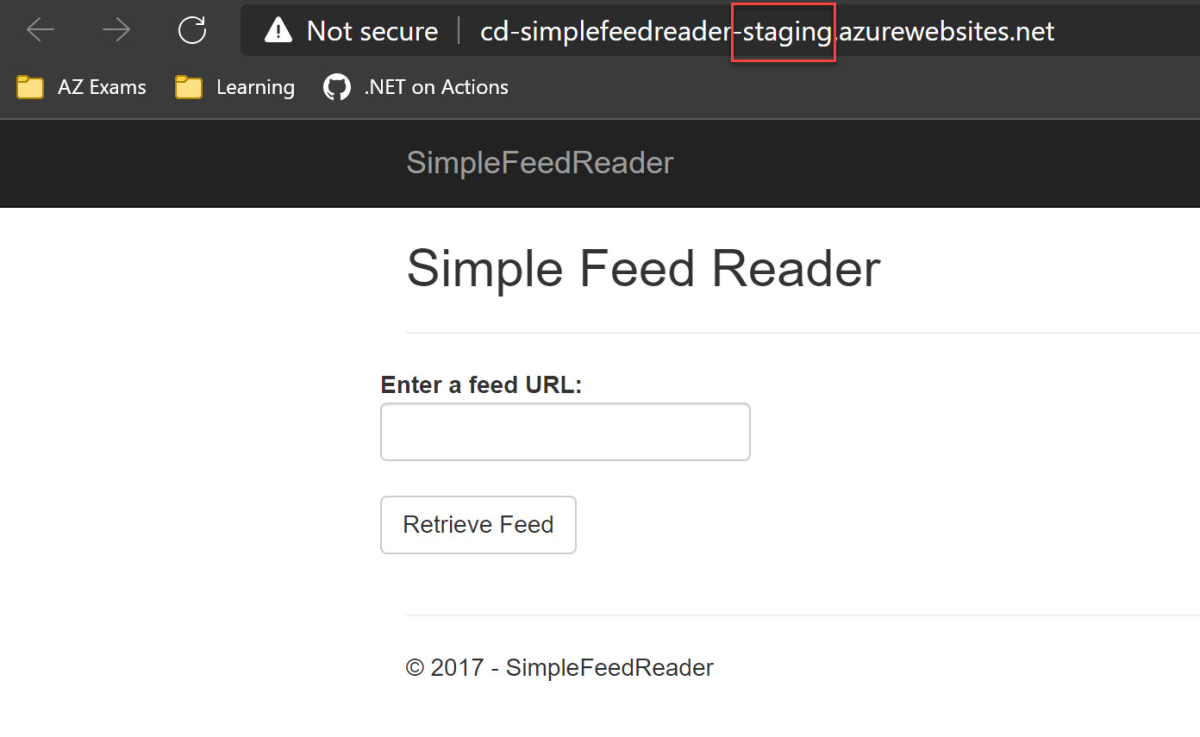 Not secure | cd-simplefeedreader-staging.azurewebsites.net
AZ Exams Learning .NET on Actions
SimpleFeedReader
Simple Feed Reader
Enter a feed URL:
Retrieve Feed
© 2017 - SimpleFeedReader